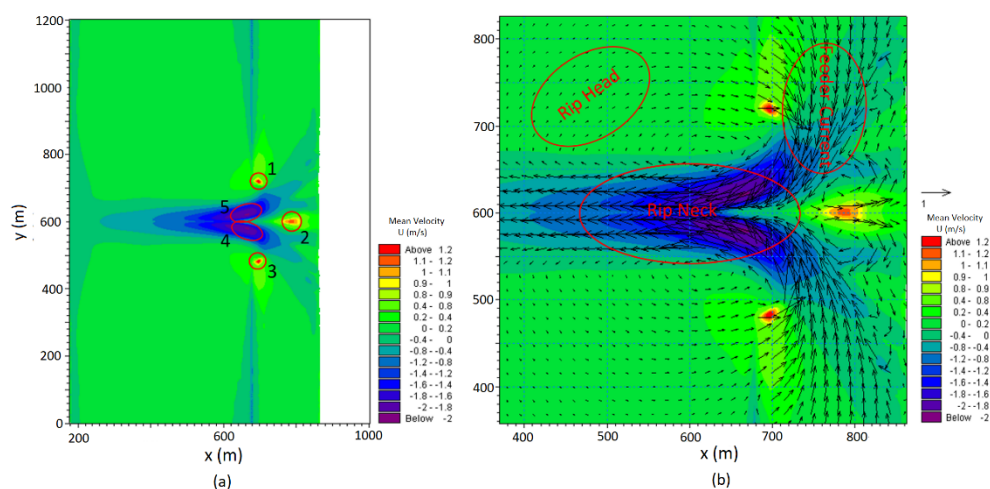 1200
1000
800
600
400
200
0
y (m)
200
600
1000
x (m)
(a)
1
5
2
4
3
Mean Velocity
U (m/s)
Above 1.2
1.1 - 1.2
1 - 1.1
0.9 - 1
0.8 - 0.9
0.4 - 0.8
0.2 - 0.4
0 - 0.2
-0.4 - 0
-0.8 - -0.4
-1.2 - -0.8
-1.4 - -1.2
-1.6 - -1.4
-1.8 - -1.6
-2 - -1.8
Below -2
800
700
600
500
400
400
500
600
700
800
x (m)
(b)
Rip Head
Feeder Current
Rip Neck
1
Mean Velocity
U (m/s)
Above 1.2
1.1 - 1.2
1 - 1.1
0.9 - 1
0.8 - 0.9
0.4 - 0.8
0.2 - 0.4
0 - 0.2
-0.4 - 0
-0.8 - -0.4
-1.2 - -0.8
-1.4 - -1.2
-1.6 - -1.4
-1.8 - -1.6
-2 - -1.8
Below -2